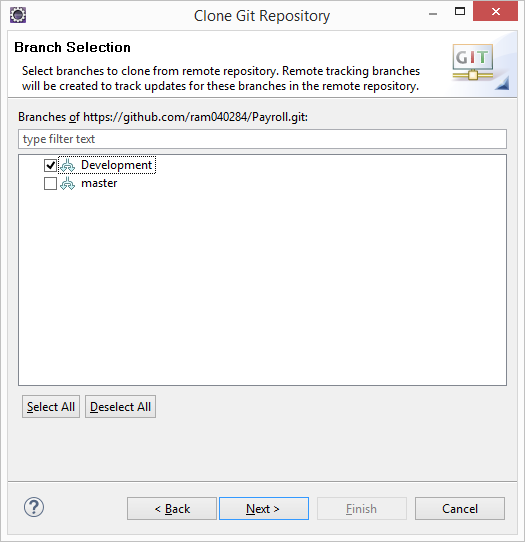 Clone Git Repository
Branch Selection
Select branches to clone from remote repository. Remote tracking branches
will be created to track updates for these branches in the remote repository.
GIT
Branches of https://github.com/ram040284/Payroll.git:
type filter text
Development
master
Select All
Deselect All
?
< Back
Next >
Finish
Cancel